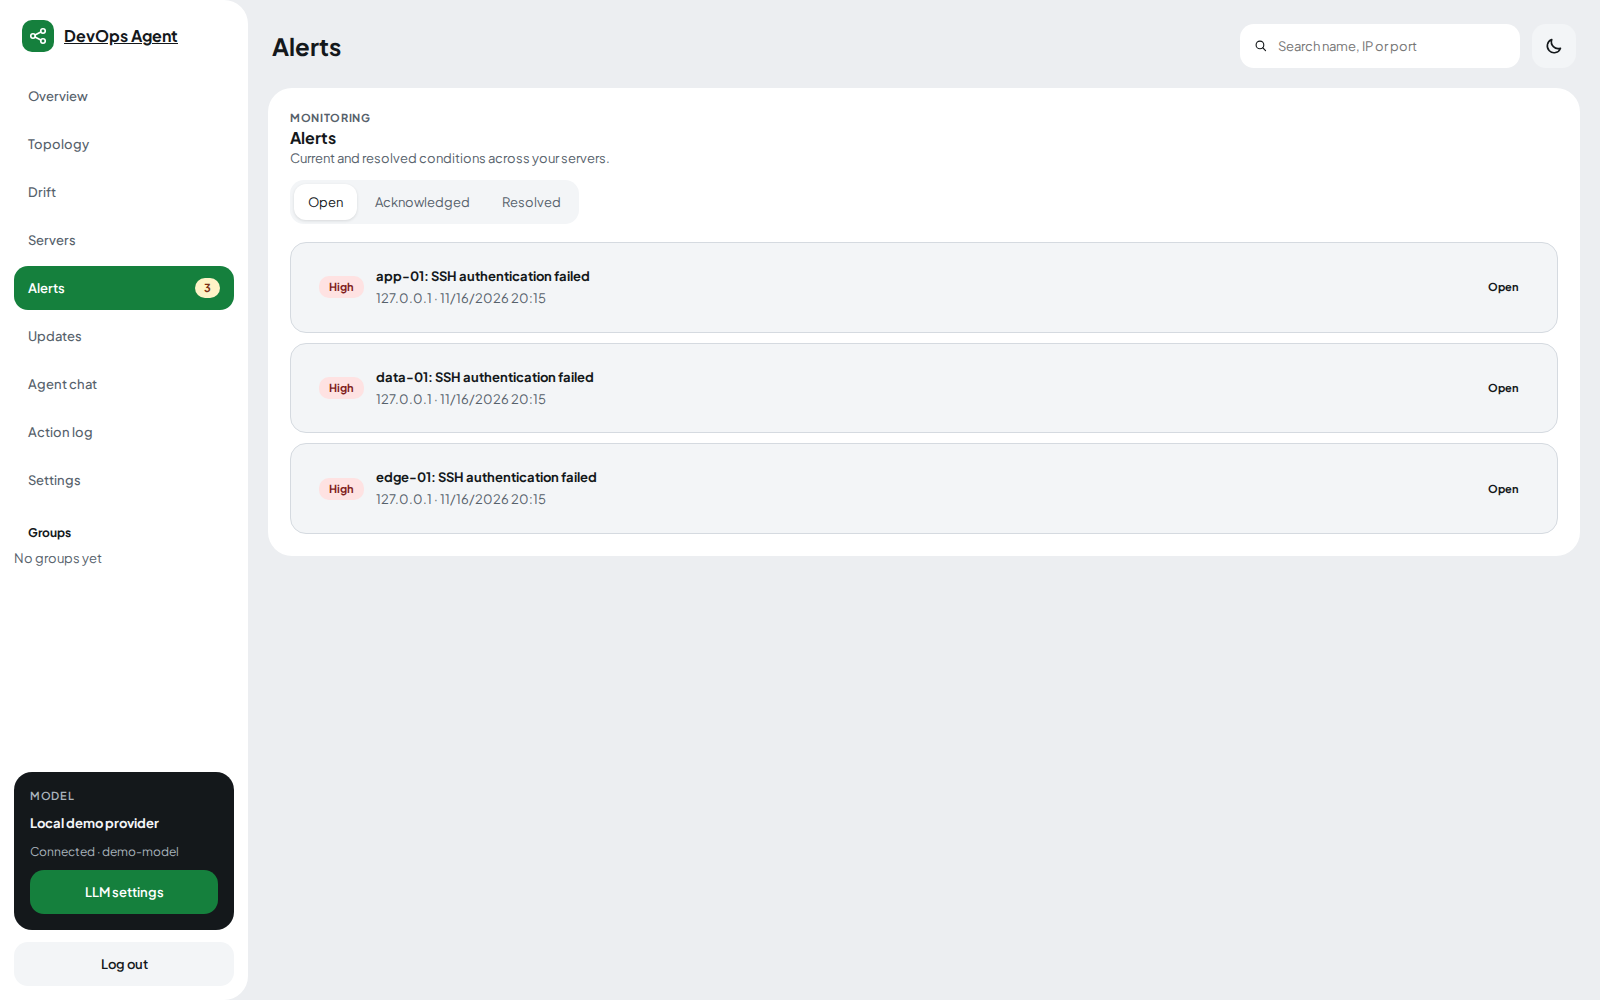 DevOps Agent
Overview
Topology
Drift
Servers
Alerts 3
Updates
Agent chat
Action log
Settings
Groups
No groups yet
MODEL
Local demo provider
Connected · demo-model
LLM settings
Log out
Alerts
Search name, IP or port
MONITORING
Alerts
Current and resolved conditions across your servers.
Open Acknowledged Resolved
High
app-01: SSH authentication failed
127.0.0.1 · 11/16/2026 20:15
Open
High
data-01: SSH authentication failed
127.0.0.1 · 11/16/2026 20:15
Open
High
edge-01: SSH authentication failed
127.0.0.1 · 11/16/2026 20:15
Open